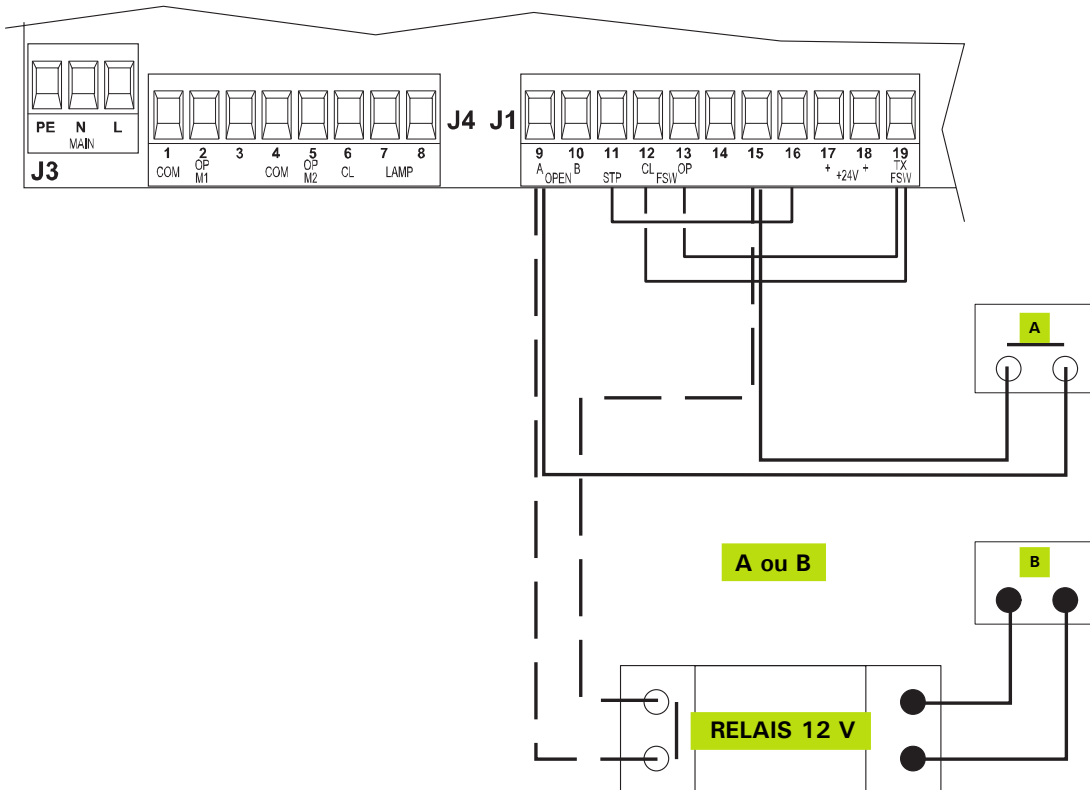 PE N L
MAIN
J3
1 2 3 4 5 6 7 8
COM OP M1 COM OP M2 CL LAMP
J4 J1
9 10 11 12 13 14 15 16 17 18 19
A B STP CL OP + + TX
OPEN FSW +24V FSW
A
A ou B
B
RELAIS 12 V